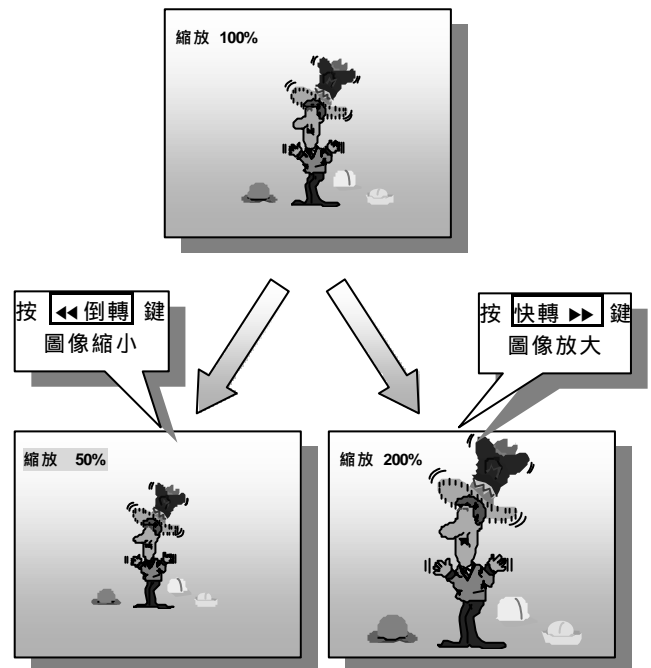 縮放 100%
按 ◀◀ 倒轉 鍵
圖像縮小
按 快轉 ▶▶ 鍵
圖像放大
縮放 50%
縮放 200%